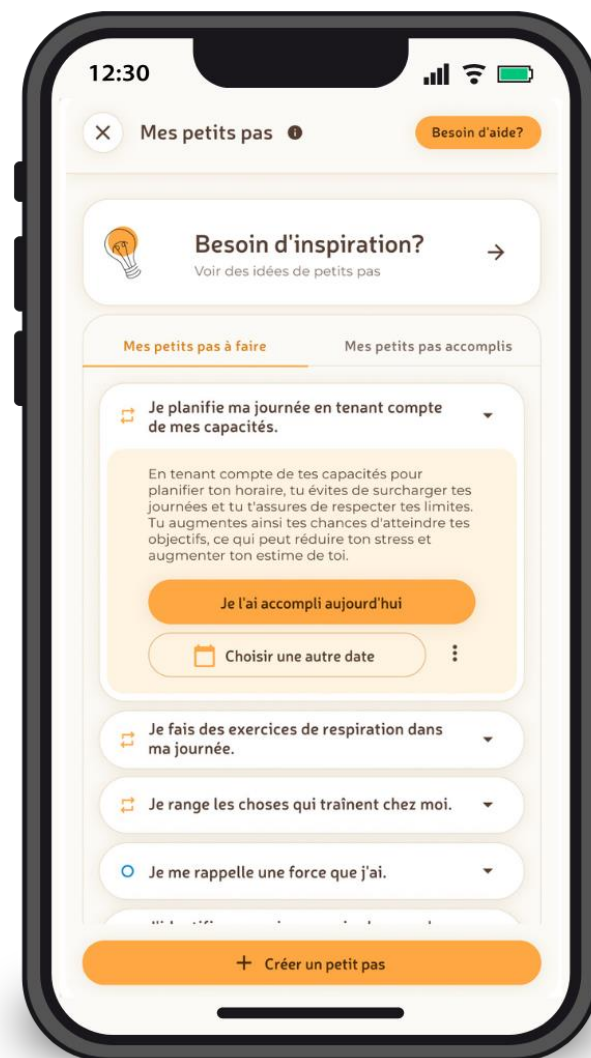 12:30
Mes petits pas
Besoin d'aide?
Besoin d'inspiration?
Voir des idées de petits pas
Mes petits pas à faire
Mes petits pas accomplis
Je planifie ma journée en tenant compte
de mes capacités.
En tenant compte de tes capacités pour
planifier ton horaire, tu évites de surcharger tes
journées et tu t'assures de respecter tes limites.
Tu augmentes ainsi tes chances d'atteindre tes
objectifs, ce qui peut réduire ton stress et
augmenter ton estime de toi.
Je l'ai accompli aujourd'hui
Choisir une autre date
Je fais des exercices de respiration dans
ma journée.
Je range les choses qui traînent chez moi.
Je me rappelle une force que j'ai.
+ Créer un petit pas